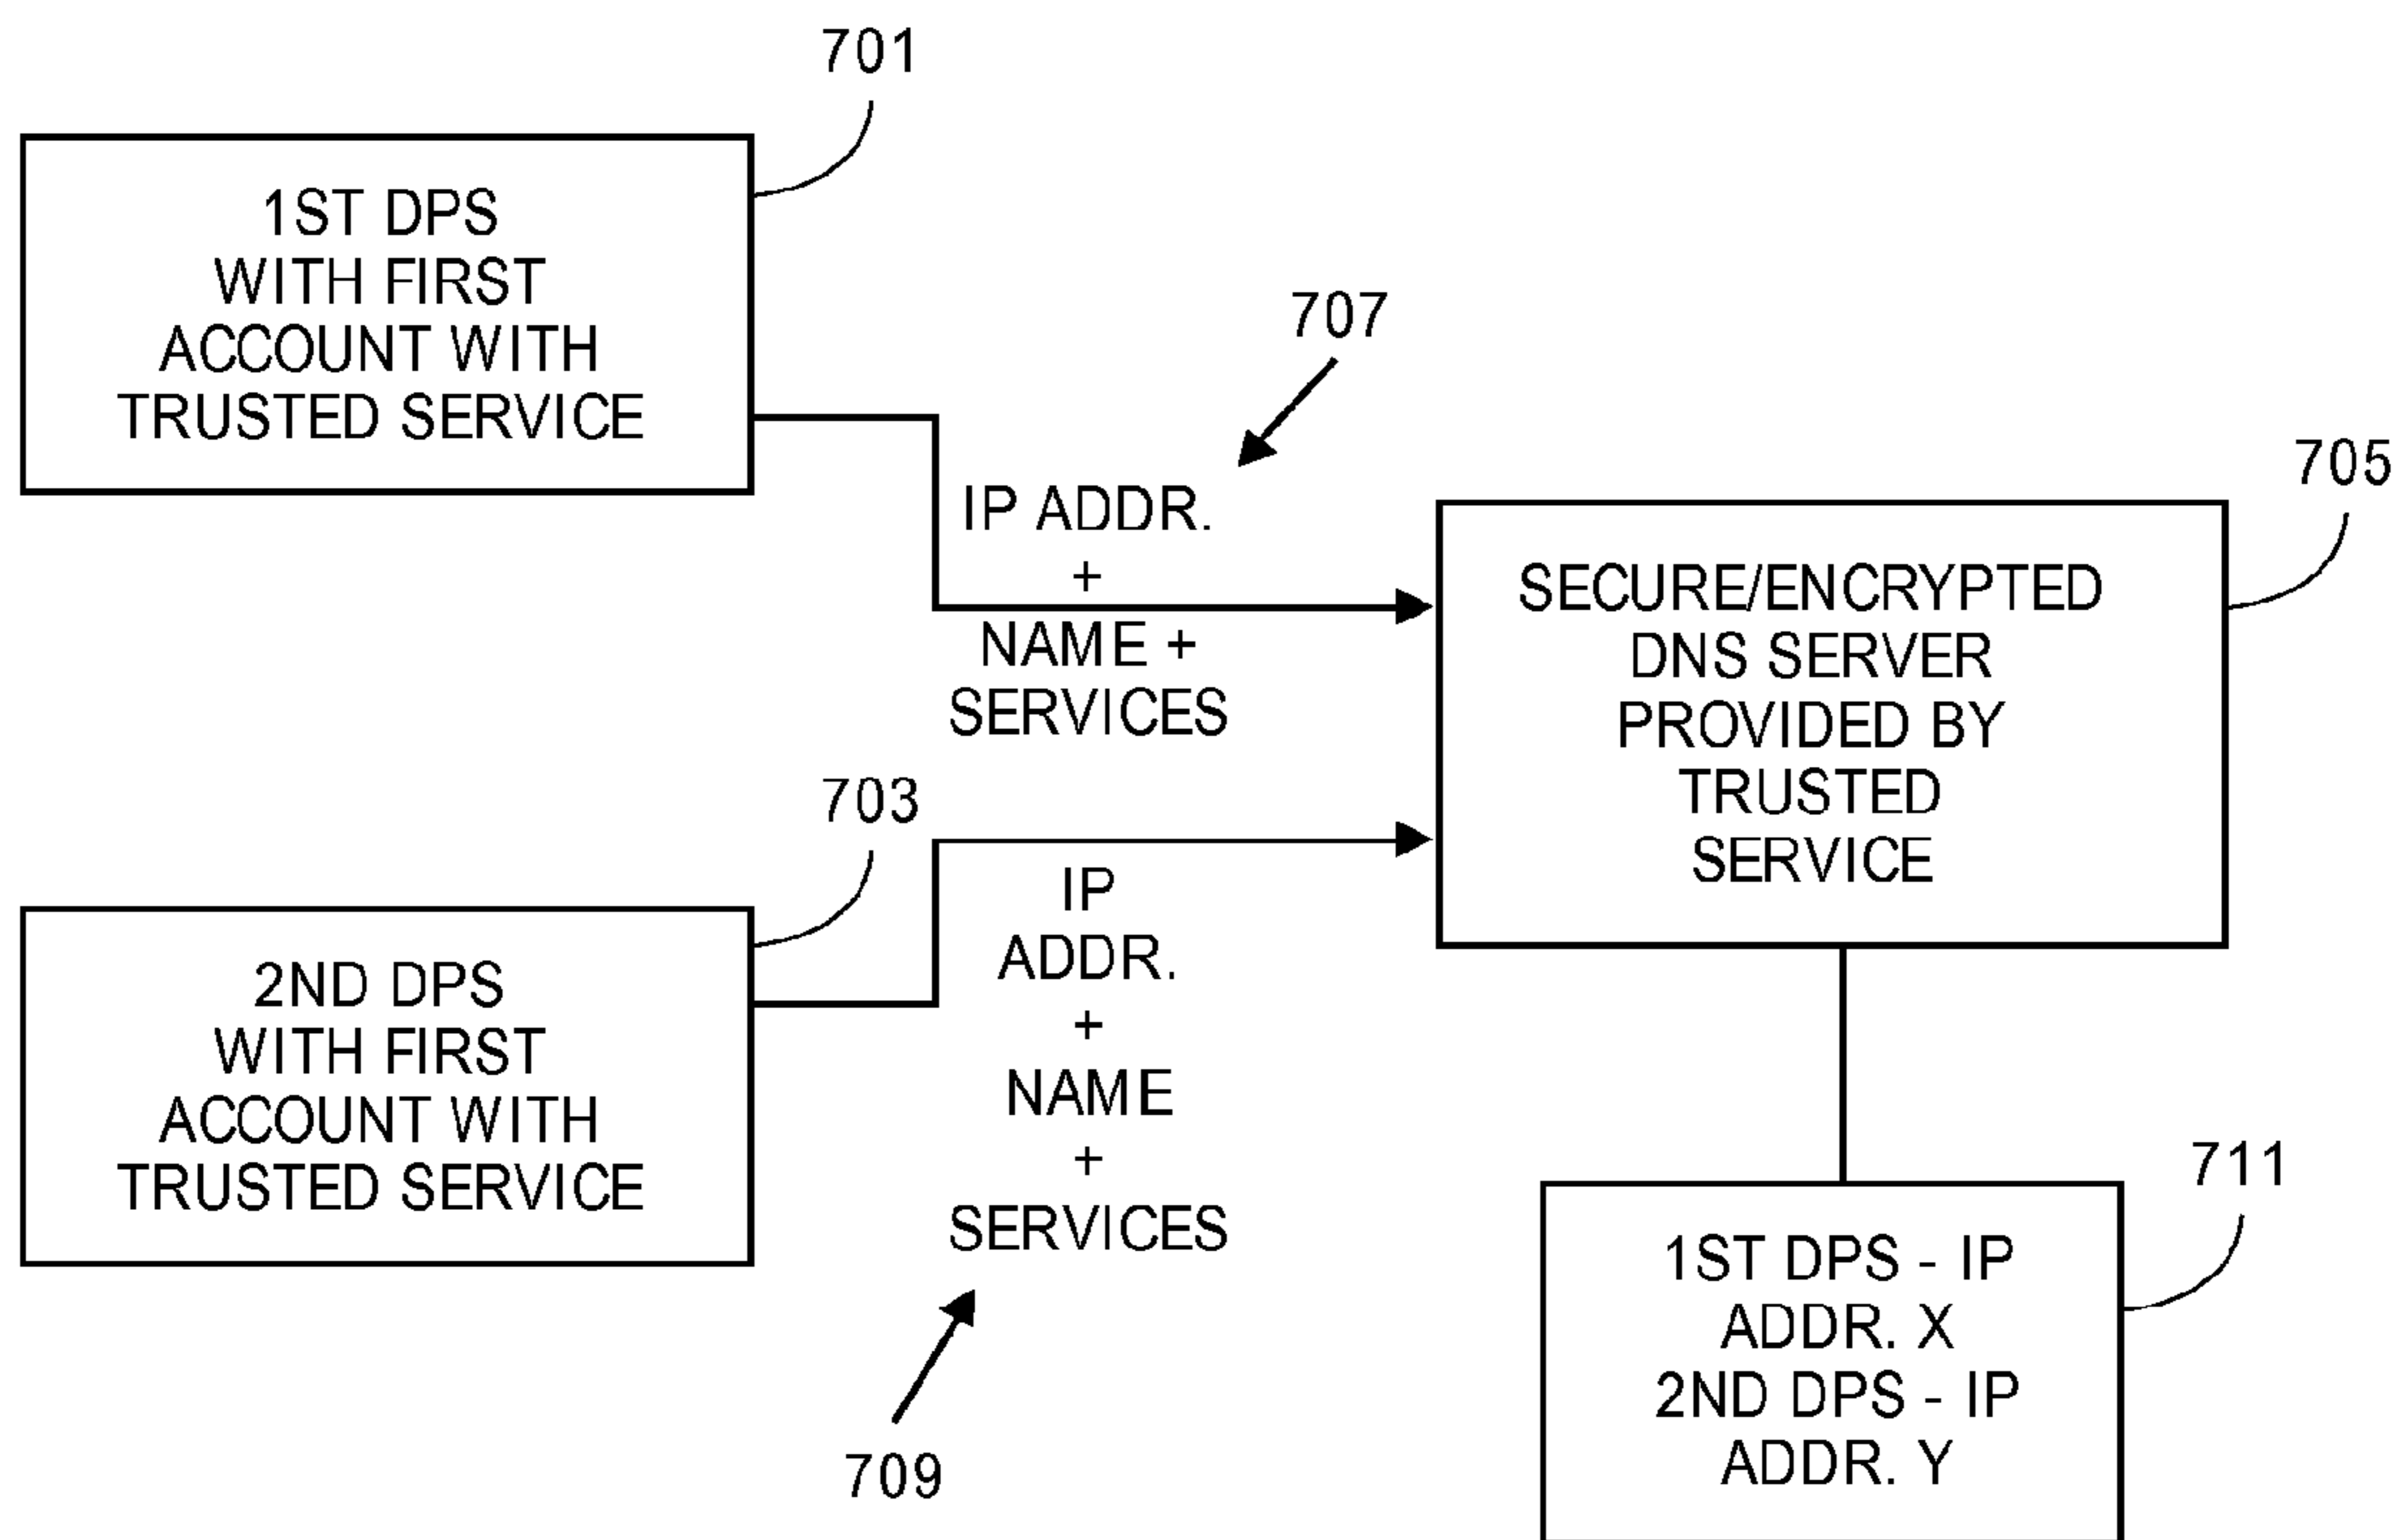 701
1ST DPS
WITH FIRST
ACCOUNT WITH
TRUSTED SERVICE
707
IP ADDR.
+
NAME +
SERVICES
705
SECURE/ENCRYPTED
DNS SERVER
PROVIDED BY
TRUSTED
SERVICE
703
2ND DPS
WITH FIRST
ACCOUNT WITH
TRUSTED SERVICE
IP
ADDR.
+
NAME
+
SERVICES
709
711
1ST DPS - IP
ADDR. X
2ND DPS - IP
ADDR. Y